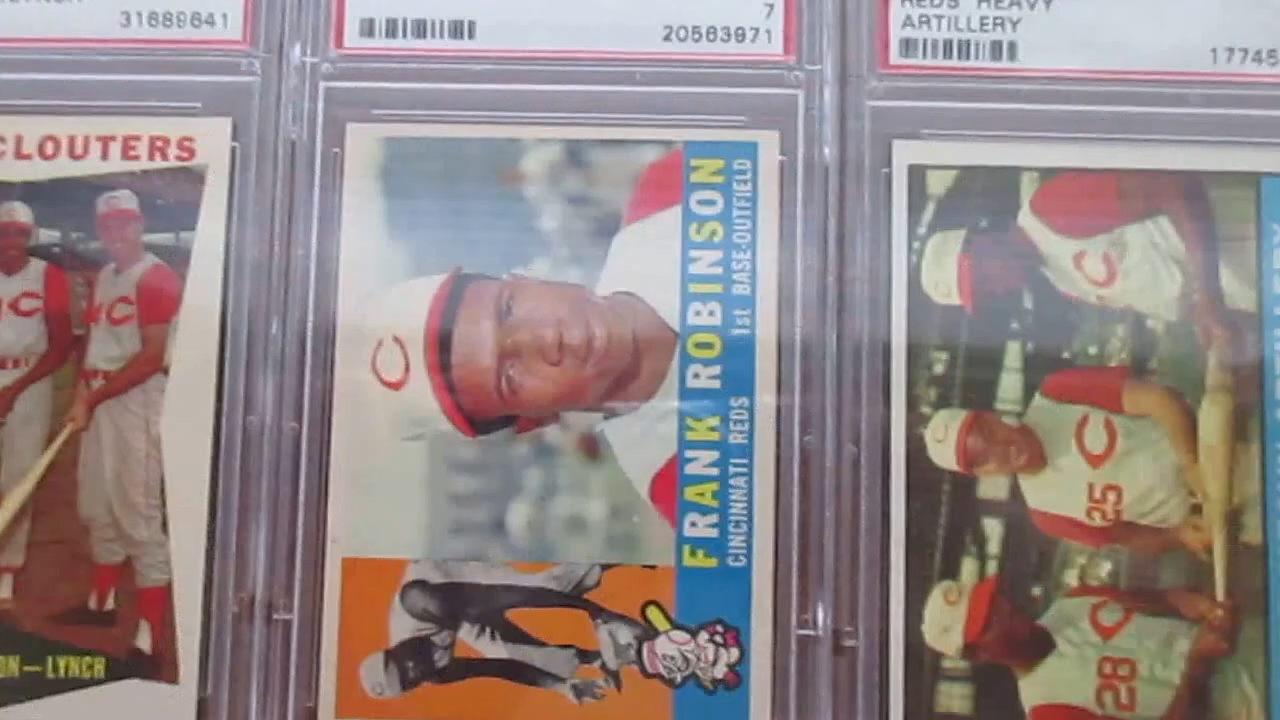 31689641
CLOUTERS
C
C
ON—LYNCH
7
20563971
C
FRANK ROBINSON
CINCINNATI REDS 1st BASE-OUTFIELD
REDS' HEAVY
ARTILLERY
17745
C
C
C
25
C
28